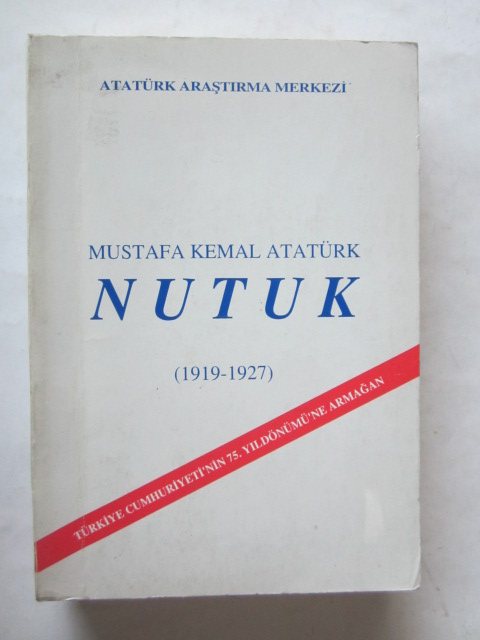 ATATÜRK ARAŞTIRMA MERKEZİ
MUSTAFA KEMAL ATATÜRK
NUTUK
(1919-1927)
TÜRKİYE CUMHURİYETİ'NİN 75. YILDÖNÜMÜ'NE ARMAĞAN